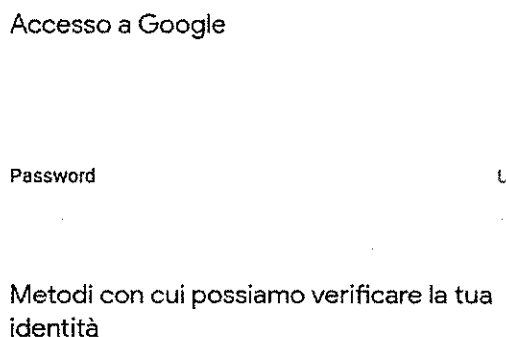 Accesso a Google
Password
Metodi con cui possiamo verificare la tua
identità